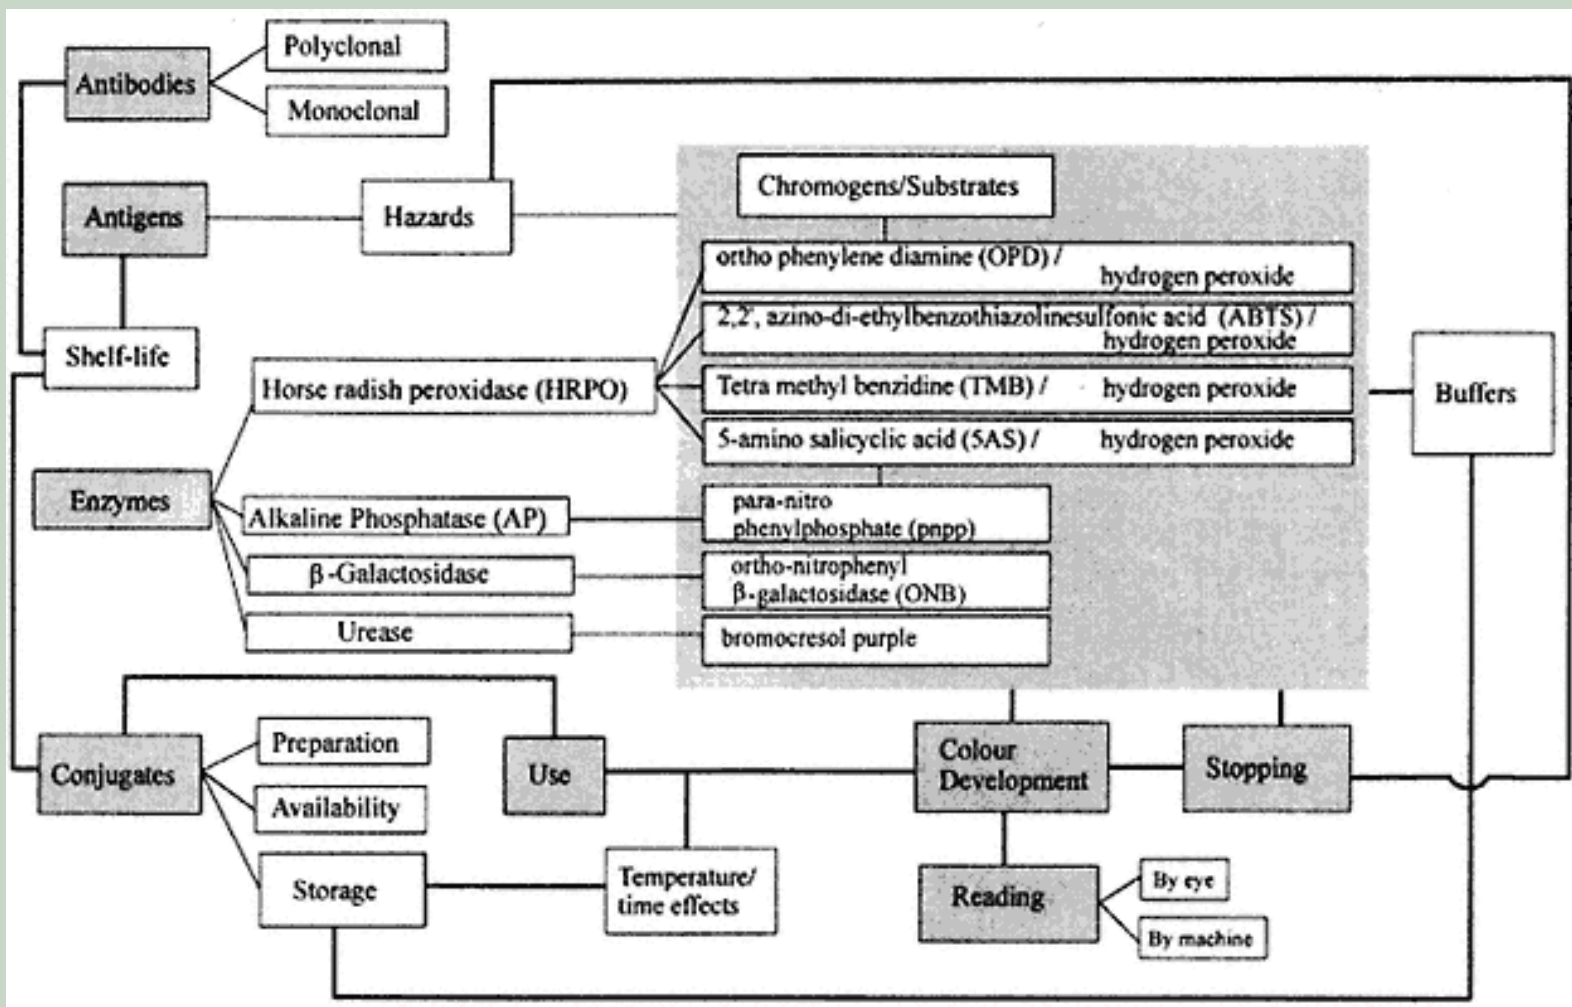 Antibodies
Polyclonal
Monoclonal
Antigens
Hazards
Chromogens/Substrates
ortho phenylene diamine (OPD) /
hydrogen peroxide
2,2', azino-di-ethylbenzothiazolinesulfonic acid (ABTS) /
hydrogen peroxide
Shelf-life
Horse radish peroxidase (HRPO)
Tetra methyl benzidine (TMB) / hydrogen peroxide
Buffers
5-amino salicyclic acid (5AS) / hydrogen peroxide
Enzymes
Alkaline Phosphatase (AP)
para-nitro
phenylphosphate (pnpp)
β-Galactosidase
ortho-nitrophenyl
β-galactosidase (ONB)
Urease
bromocresol purple
Conjugates
Preparation
Availability
Storage
Use
Temperature/
time effects
Colour
Development
Stopping
Reading
By eye
By machine